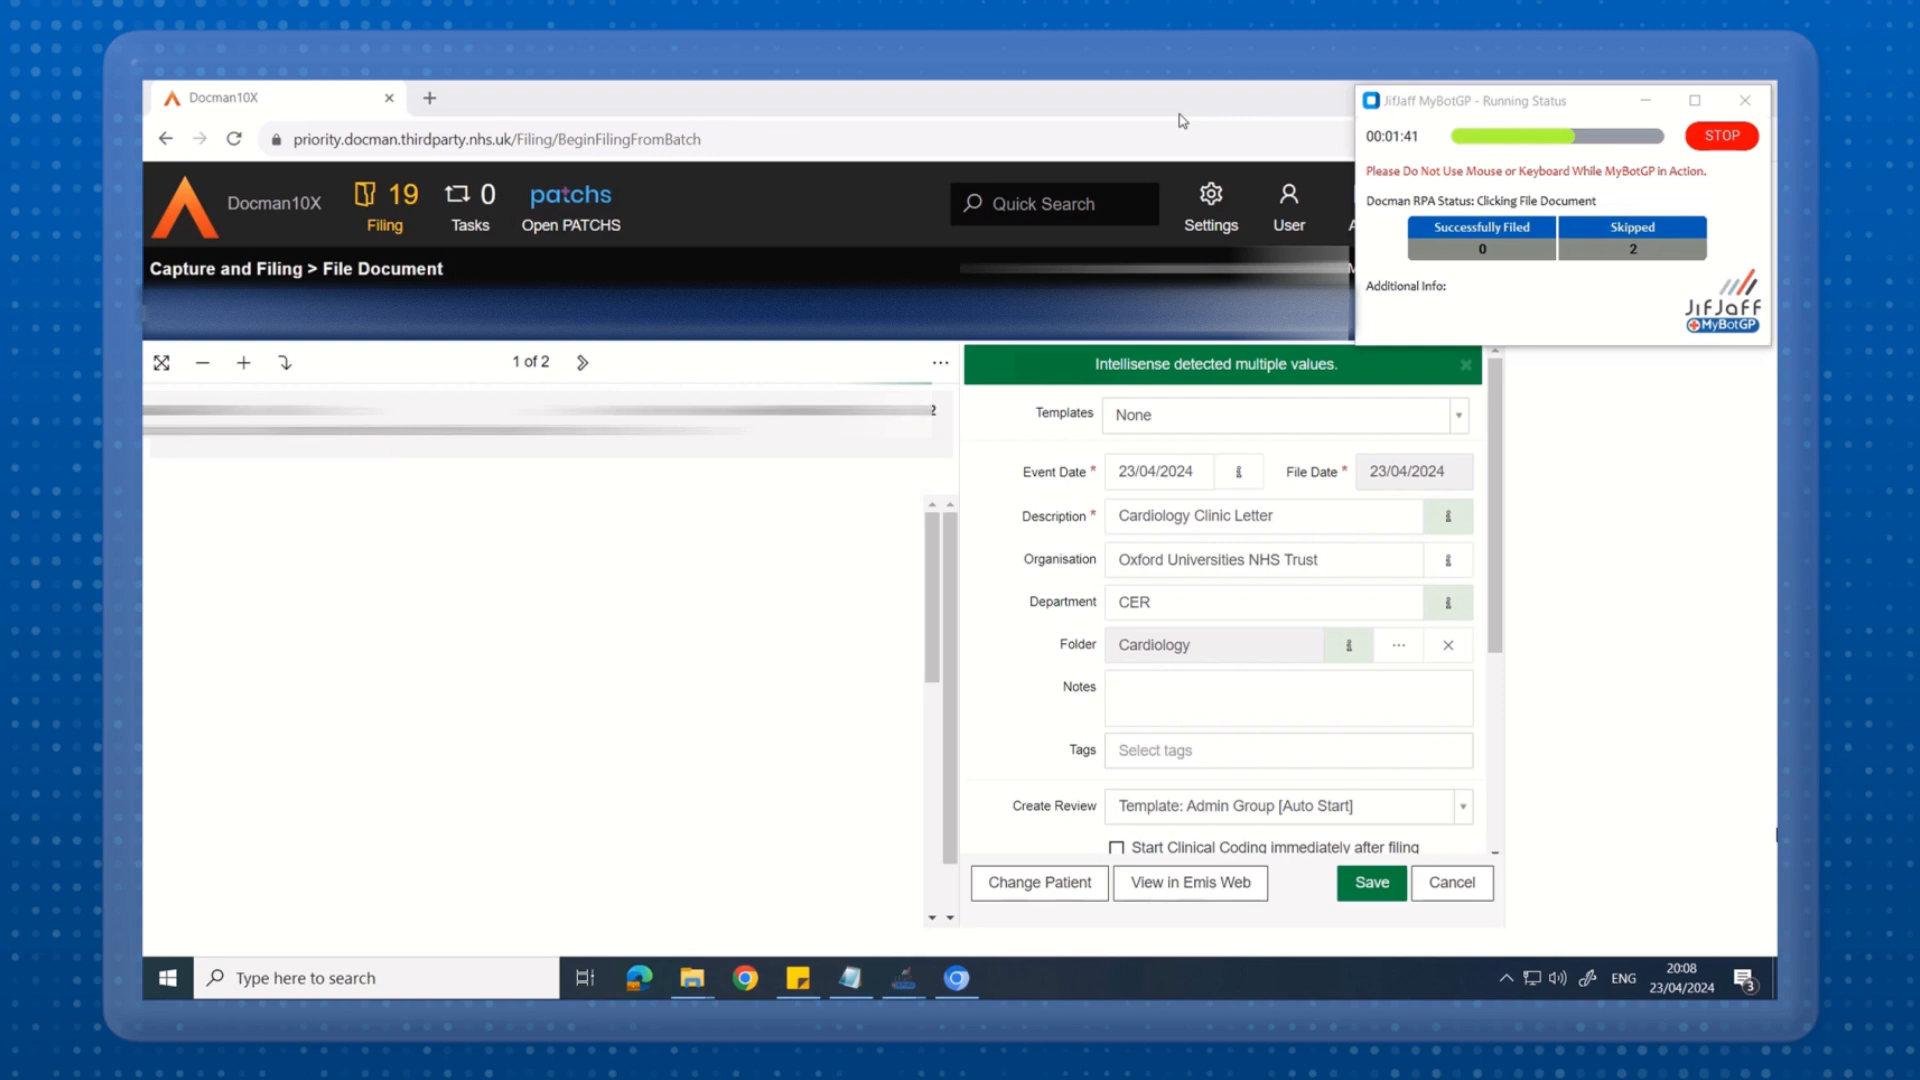 Docman10X
priority.docman.thirdparty.nhs.uk/Filing/BeginFilingFromBatch
JifJaff MyBotGP - Running Status
00:01:41
STOP
Please Do Not Use Mouse or Keyboard While MyBotGP in Action.
Docman RPA Status: Clicking File Document
Successfully Filed Skipped
0 2
Additional Info:
JifJaff
MyBotGP
Docman10X
19
Filing
0
Tasks
patchs
Open PATCHS
Quick Search
Settings
User
Capture and Filing > File Document
1 of 2
2
Intellisense detected multiple values.
Templates None
Event Date * 23/04/2024 File Date * 23/04/2024
Description * Cardiology Clinic Letter
Organisation Oxford Universities NHS Trust
Department CER
Folder Cardiology
Notes
Tags Select tags
Create Review Template: Admin Group [Auto Start]
Start Clinical Coding immediately after filing
Change Patient View in Emis Web Save Cancel
Type here to search
ENG
20:08
23/04/2024
3